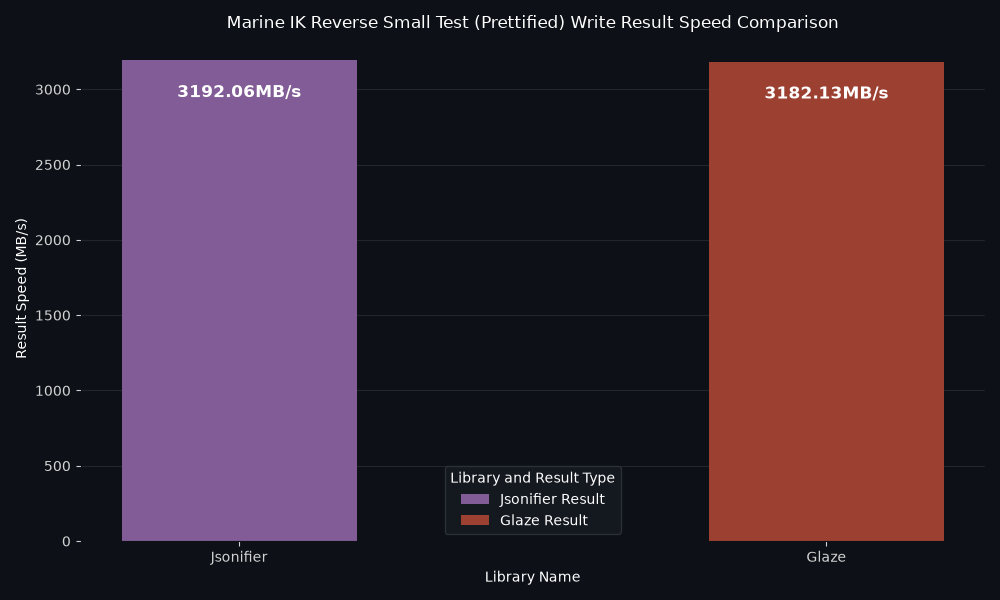 Marine IK Reverse Small Test (Prettified) Write Result Speed Comparison
Result Speed (MB/s)
3000
2500
2000
1500
1000
500
0
3192.06MB/s
3182.13MB/s
Library and Result Type
Jsonifier Result
Glaze Result
Jsonifier
Glaze
Library Name